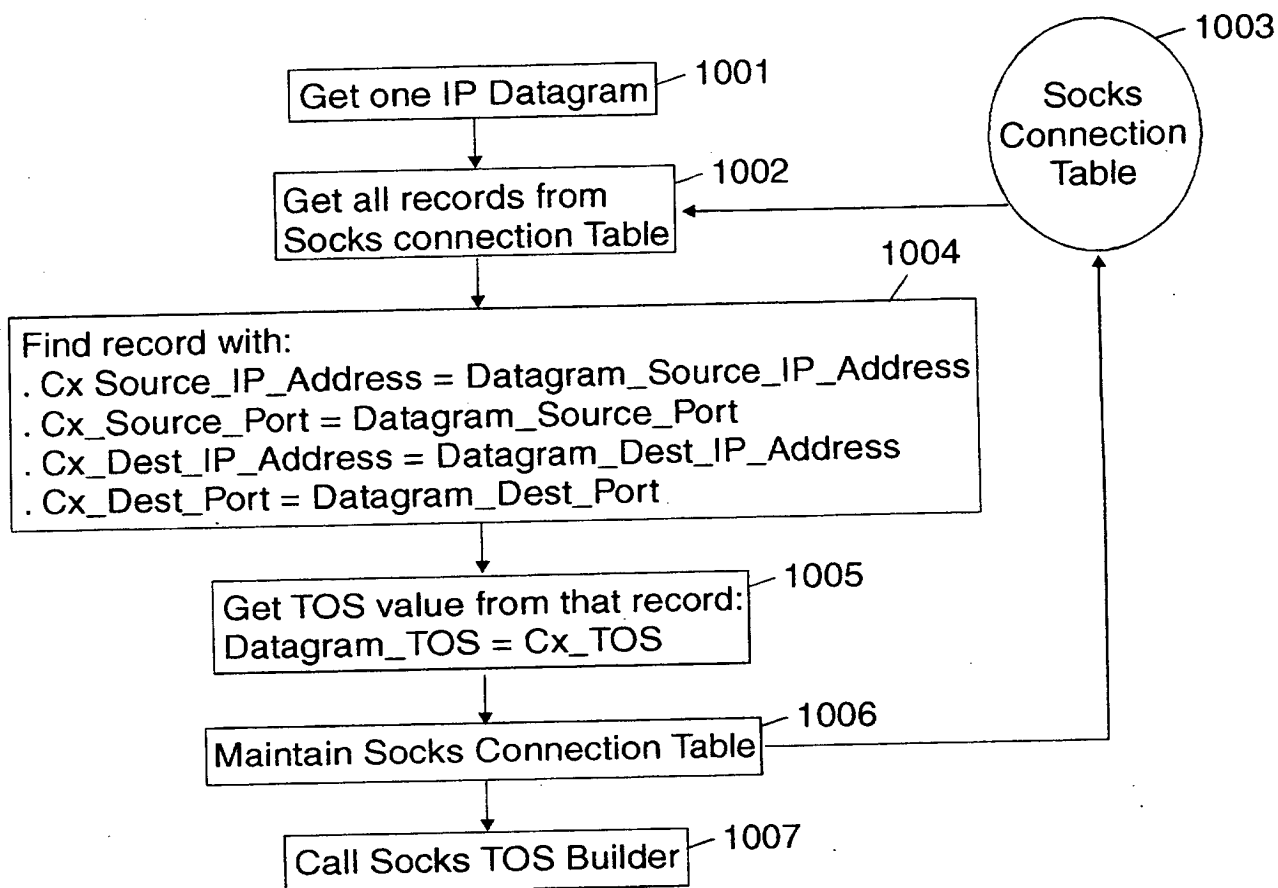 1001
Get one IP Datagram
1003
Socks
Connection
Table
1002
Get all records from
Socks connection Table
1004
Find record with:
. Cx Source_IP_Address = Datagram_Source_IP_Address
. Cx_Source_Port = Datagram_Source_Port
. Cx_Dest_IP_Address = Datagram_Dest_IP_Address
. Cx_Dest_Port = Datagram_Dest_Port
1005
Get TOS value from that record:
Datagram_TOS = Cx_TOS
1006
Maintain Socks Connection Table
1007
Call Socks TOS Builder